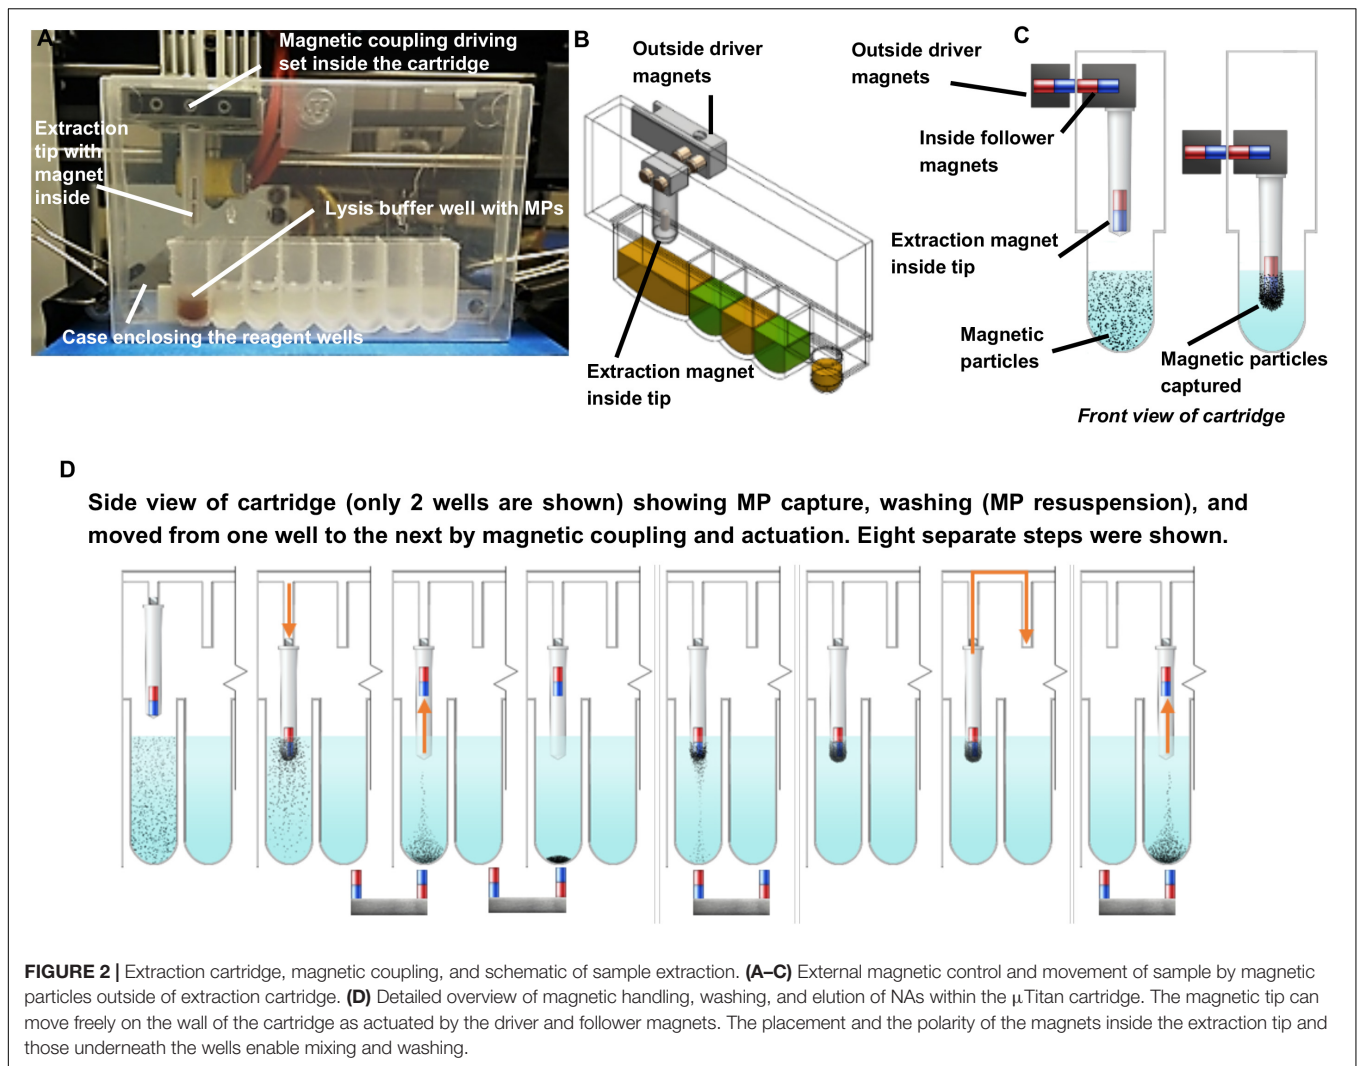 A
Magnetic coupling driving
set inside the cartridge
Extraction
tip with
magnet
inside
Lysis buffer well with MPs
Case enclosing the reagent wells
B
Outside driver
magnets
Extraction magnet
inside tip
C
Outside driver
magnets
Inside follower
magnets
Extraction magnet
inside tip
Magnetic
particles
Magnetic particles
captured
Front view of cartridge
D
Side view of cartridge (only 2 wells are shown) showing MP capture, washing (MP resuspension), and
moved from one well to the next by magnetic coupling and actuation. Eight separate steps were shown.
FIGURE 2 | Extraction cartridge, magnetic coupling, and schematic of sample extraction. (A–C) External magnetic control and movement of sample by magnetic
particles outside of extraction cartridge. (D) Detailed overview of magnetic handling, washing, and elution of NAs within the μTitan cartridge. The magnetic tip can
move freely on the wall of the cartridge as actuated by the driver and follower magnets. The placement and the polarity of the magnets inside the extraction tip and
those underneath the wells enable mixing and washing.